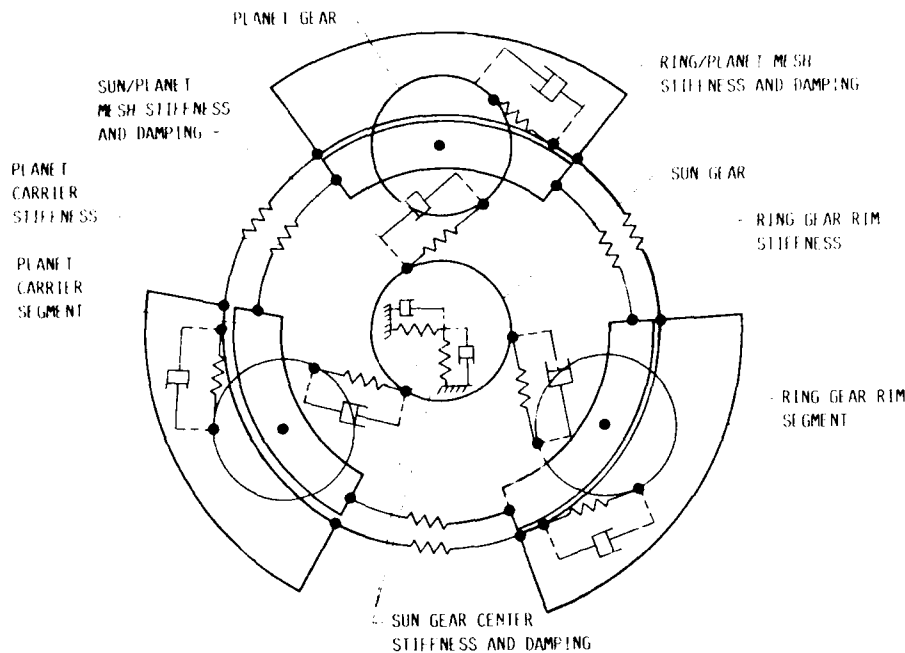 PLANET GEAR
RING/PLANET MESH
STIFFNESS AND DAMPING
SUN/PLANET
MESH STIFFNESS
AND DAMPING -
PLANET
CARRIER
STIFFNESS
SUN GEAR
RING GEAR RIM
STIFFNESS
PLANET
CARRIER
SEGMENT
RING GEAR RIM
SEGMENT
SUN GEAR CENTER
STIFFNESS AND DAMPING